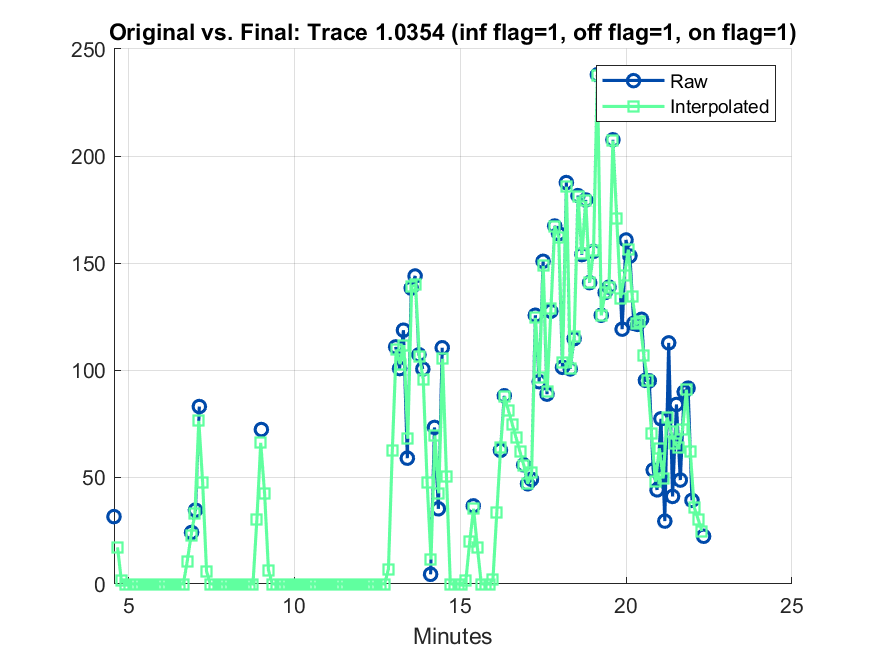 Original vs. Final: Trace 1.0354 (inf flag=1, off flag=1, on flag=1)
250
200
150
100
50
0
Raw
Interpolated
5
10
15
20
25
Minutes